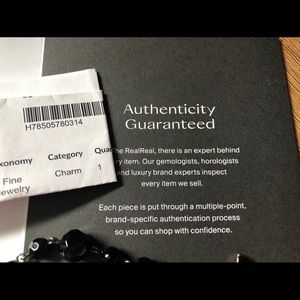 H78505780314
xonomy Category Quan
Fine Jewelry Charm 1
Authenticity
Guaranteed
The RealReal, there is an expert behind
ry item. Our gemologists, horologists
and luxury brand experts inspect
every item we sell.
Each piece is put through a multiple-point,
brand-specific authentication process
so you can shop with confidence.